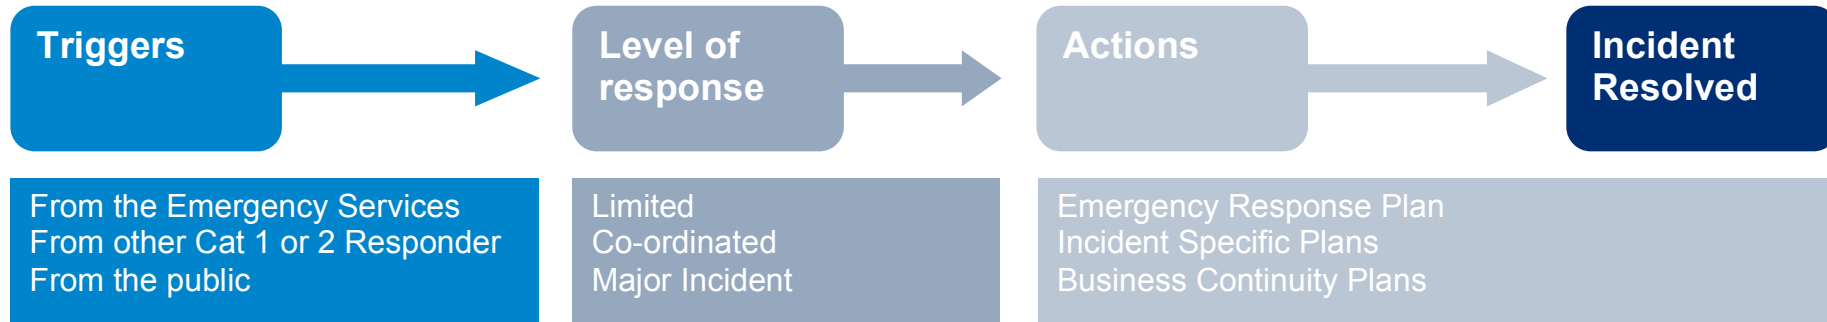 Triggers
Level of
response
Actions
Incident
Resolved
From the Emergency Services
From other Cat 1 or 2 Responder
From the public
Limited
Co-ordinated
Major Incident
Emergency Response Plan
Incident Specific Plans
Business Continuity Plans